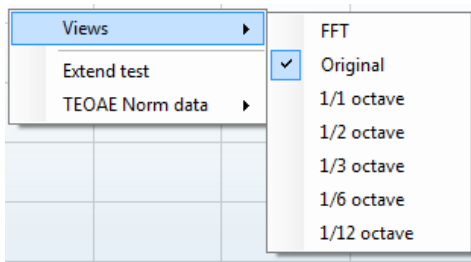 Views
Extend test
TEOAE Norm data
FFT
Original
1/1 octave
1/2 octave
1/3 octave
1/6 octave
1/12 octave